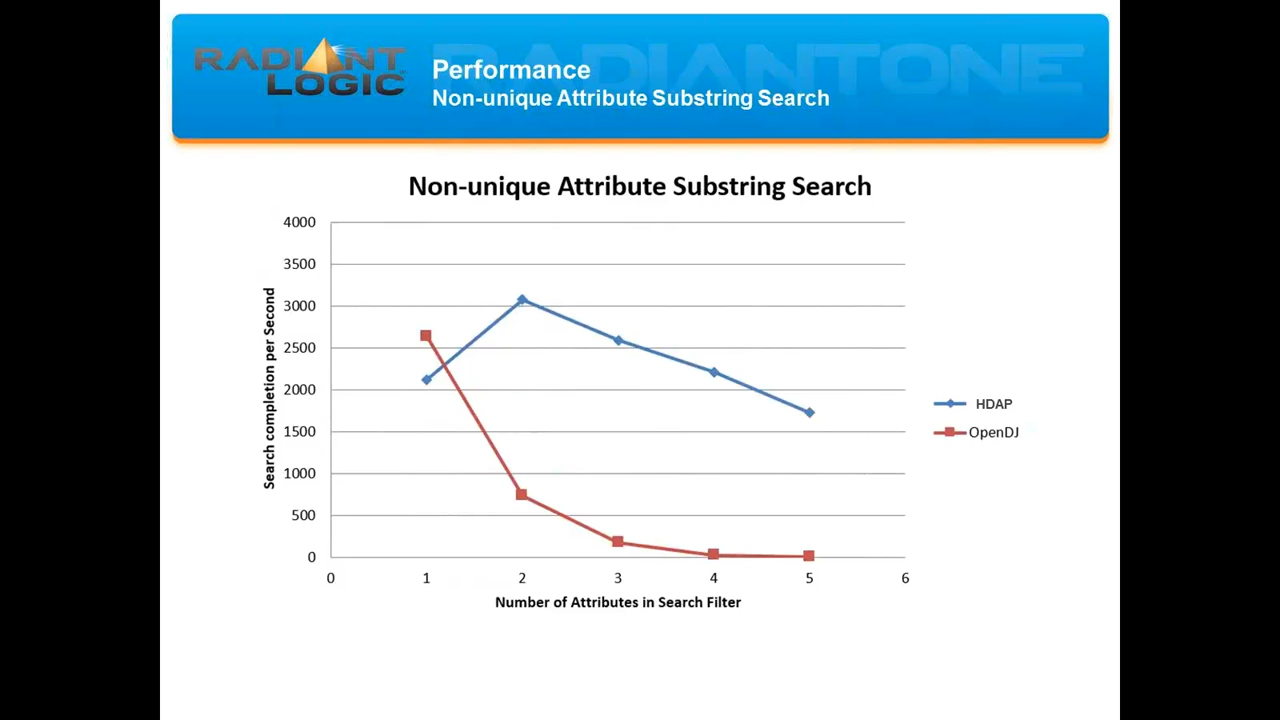 RADIANT
LOGIC
RADIANTONE
Performance
Non-unique Attribute Substring Search
Non-unique Attribute Substring Search
4000
3500
3000
2500
2000
1500
1000
500
0
Search completion per Second
0 1 2 3 4 5 6
Number of Attributes in Search Filter
HDAP
OpenDJ